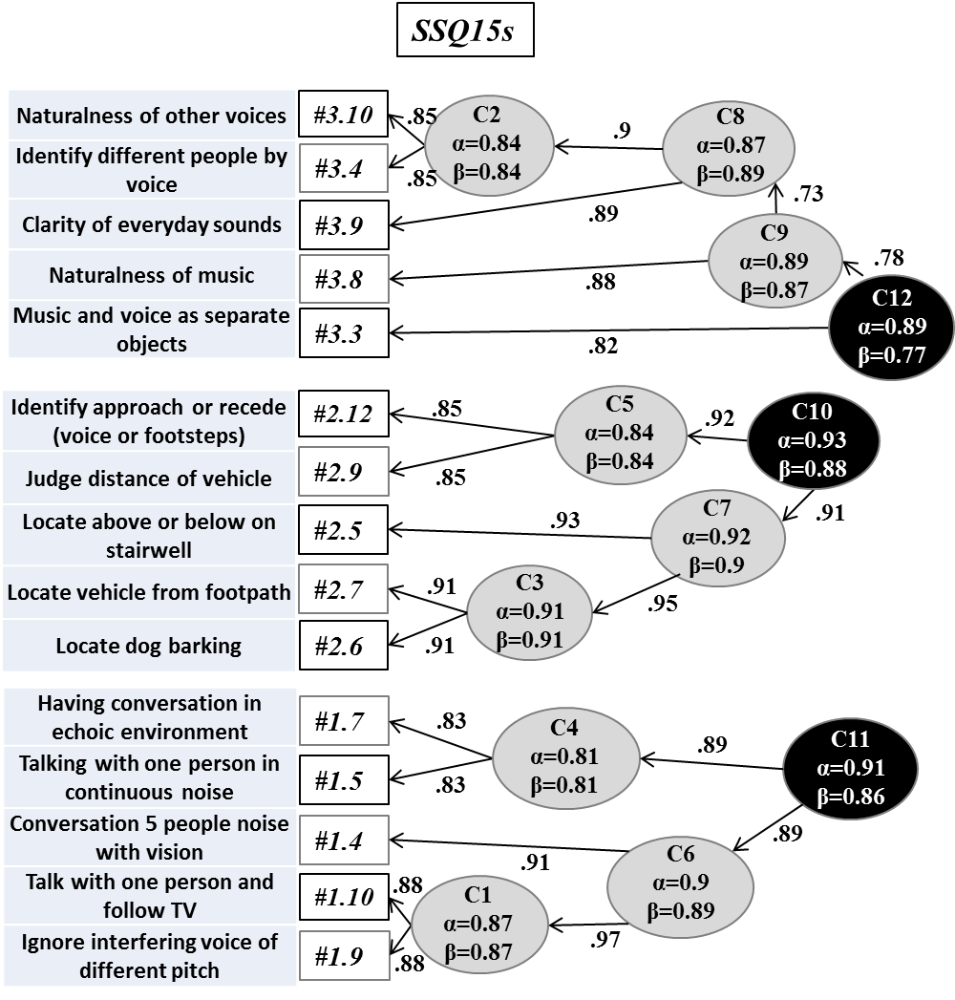 SSQ15s
Naturalness of other voices
#3.10
.85
C2
α=0.84
β=0.84
.9
C8
α=0.87
β=0.89
Identify different people by
voice
#3.4
.85
Clarity of everyday sounds
#3.9
.89
.73
Naturalness of music
#3.8
.88
C9
α=0.89
β=0.87
.78
Music and voice as separate
objects
#3.3
.82
C12
α=0.89
β=0.77
Identify approach or recede
(voice or footsteps)
#2.12
.85
C5
α=0.84
β=0.84
.92
C10
α=0.93
β=0.88
Judge distance of vehicle
#2.9
.85
Locate above or below on
stairwell
#2.5
.93
C7
α=0.92
β=0.9
.91
Locate vehicle from footpath
#2.7
.91
C3
α=0.91
β=0.91
.95
Locate dog barking
#2.6
.91
Having conversation in
echoic environment
#1.7
.83
C4
α=0.81
β=0.81
.89
C11
α=0.91
β=0.86
Talking with one person in
continuous noise
#1.5
.83
Conversation 5 people noise
with vision
#1.4
.91
C6
α=0.9
β=0.89
.89
Talk with one person and
follow TV
#1.10
.88
C1
α=0.87
β=0.87
.97
Ignore interfering voice of
different pitch
#1.9
.88